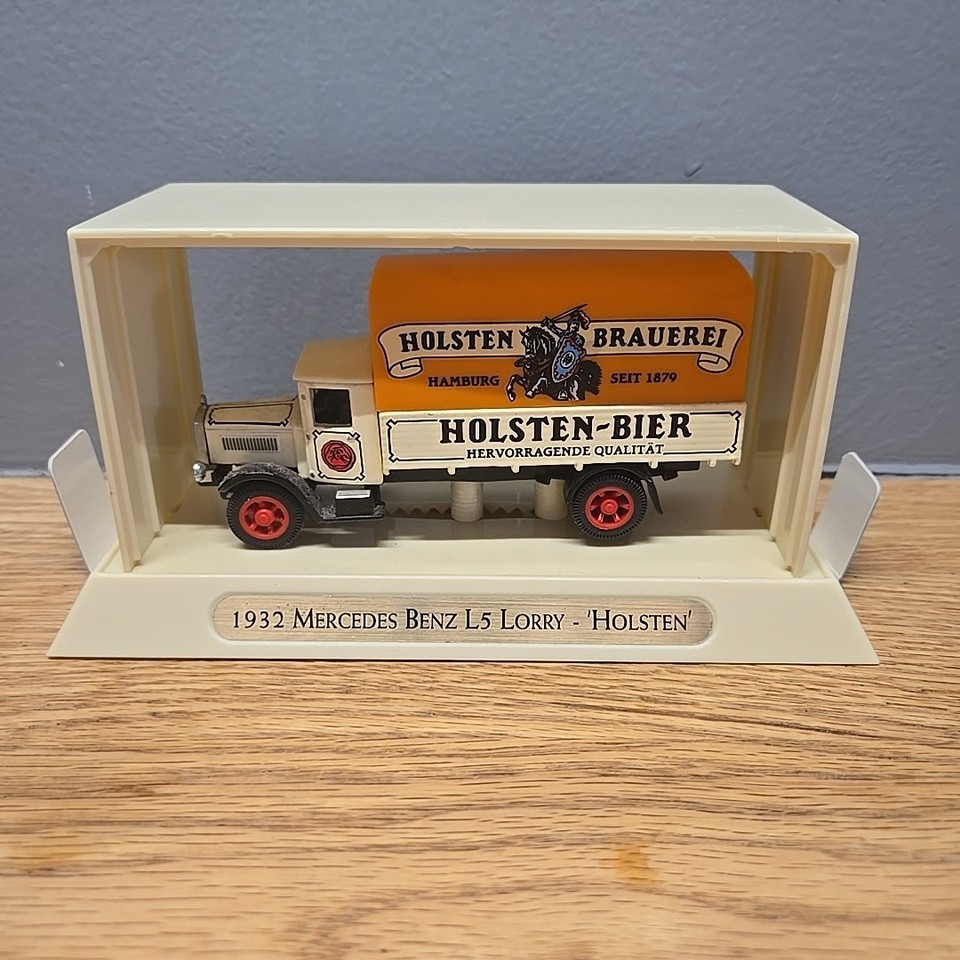 HOLSTEN BRAUEREI
HAMBURG SEIT 1879
HOLSTEN-BIER
HERVORRAGENDE QUALITÄT
1932 MERCEDES BENZ L5 LORRY - 'HOLSTEN'